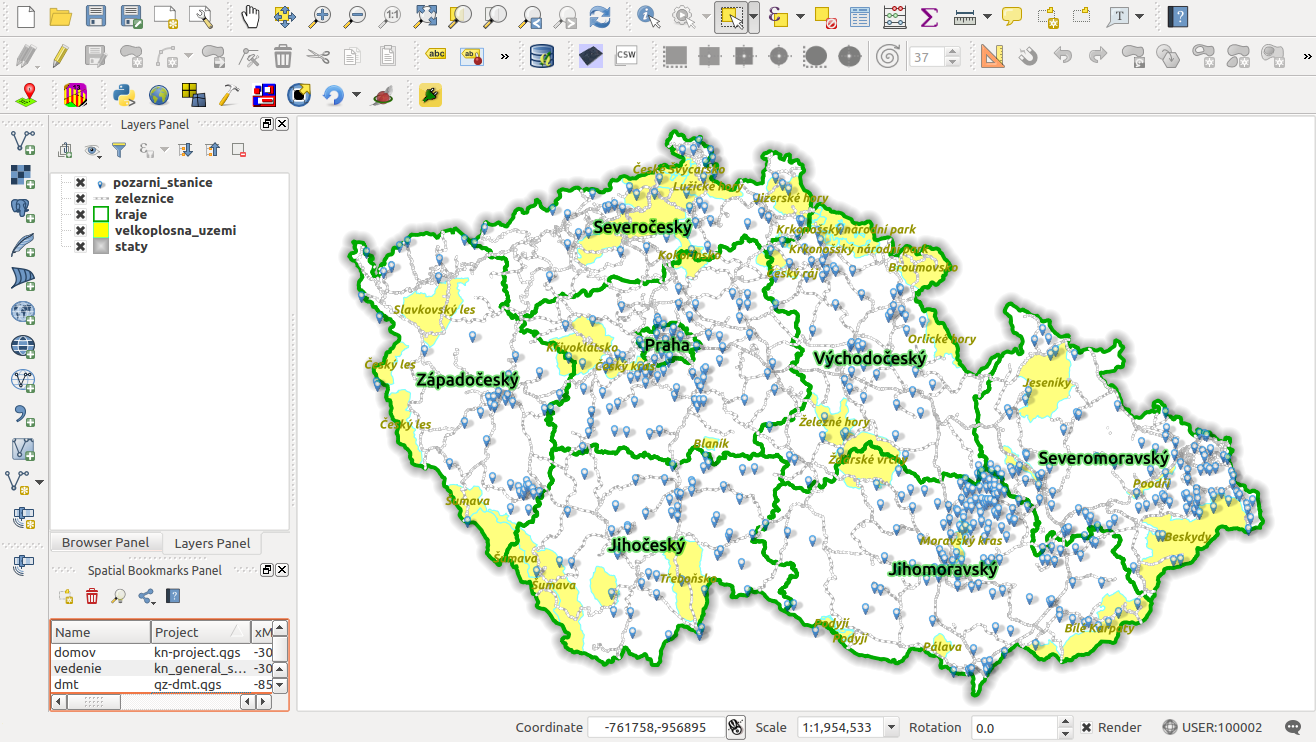 1:1
ε
Σ
T
?
abc
ab
»
CSW
37
»
Layers Panel
ε
pozarni_stanice
zeleznice
kraje
velkoplosna_uzemi
staty
Browser Panel
Layers Panel
Spatial Bookmarks Panel
?
Name Project xM
domov kn-project.qgs -30
vedenie kn_general_s... -30
dmt qz-dmt.qgs -85
České Švýcarsko
Lužické hory
Jizerské hory
Severočeský
Krkonošský národní park
Krkonošský národní park
Kokořínsko
Český ráj
Broumovsko
Slavkovský les
Orlické hory
Křivoklátsko
Praha
Východočeský
Český les
Český kras
Západočeský
Jeseníky
Český les
Železné hory
Blaník
Žďárské vrchy
Severomoravský
Poodří
Šumava
Moravský kras
Beskydy
Jihočeský
Šumava
Jihomoravský
Třeboňsko
Šumava
Podyjí
Podyjí
Bílé Karpaty
Pálava
Coordinate -761758,-956895 Scale 1:1,954,533 Rotation 0.0 Render USER:100002